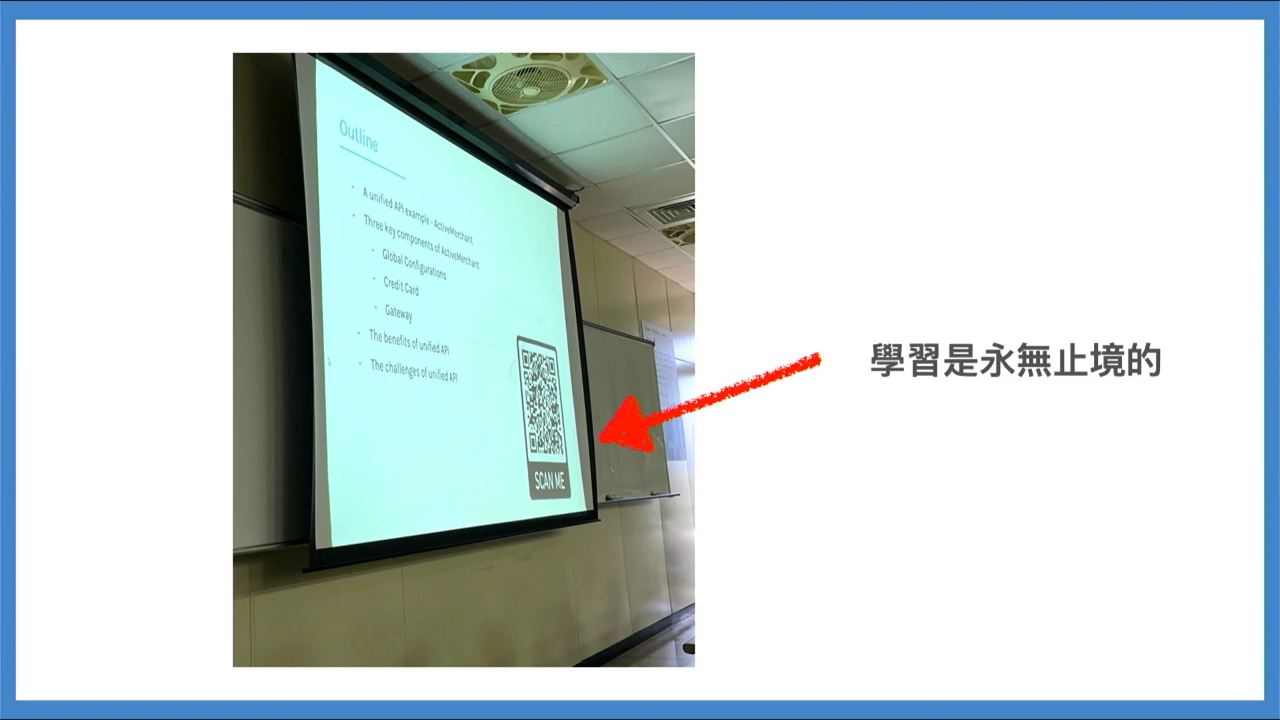 Outline
- A unified API example - ActiveMerchant
- Three key components of ActiveMerchant
- Global Configurations
- Credit Card
- Gateway
- The benefits of unified API
- The challenges of unified API
SCAN ME
學習是永無止境的